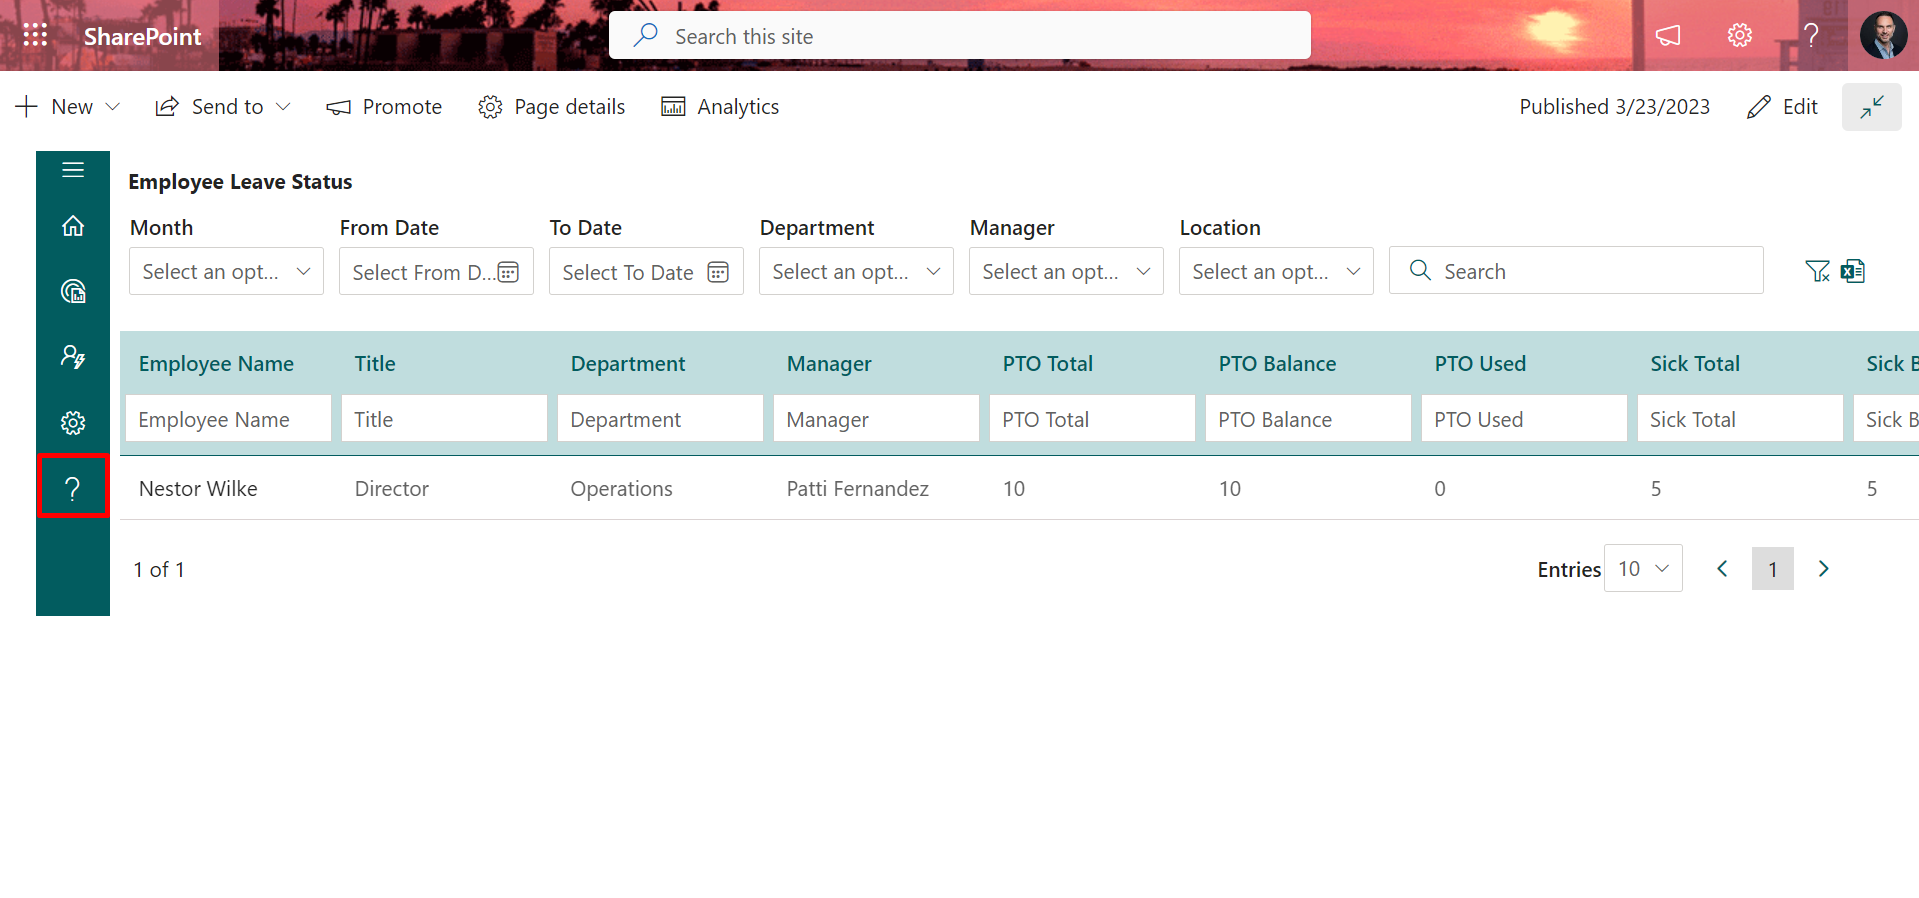 SharePoint
Search this site
New Send to Promote Page details Analytics Published 3/23/2023 Edit
Employee Leave Status
Month From Date To Date Department Manager Location
Select an opt... Select From D... Select To Date Select an opt... Select an opt... Select an opt... Search
Employee Name Title Department Manager PTO Total PTO Balance PTO Used Sick Total Sick B
Employee Name Title Department Manager PTO Total PTO Balance PTO Used Sick Total Sick B
? Nestor Wilke Director Operations Patti Fernandez 10 10 0 5 5
1 of 1 Entries 10 1